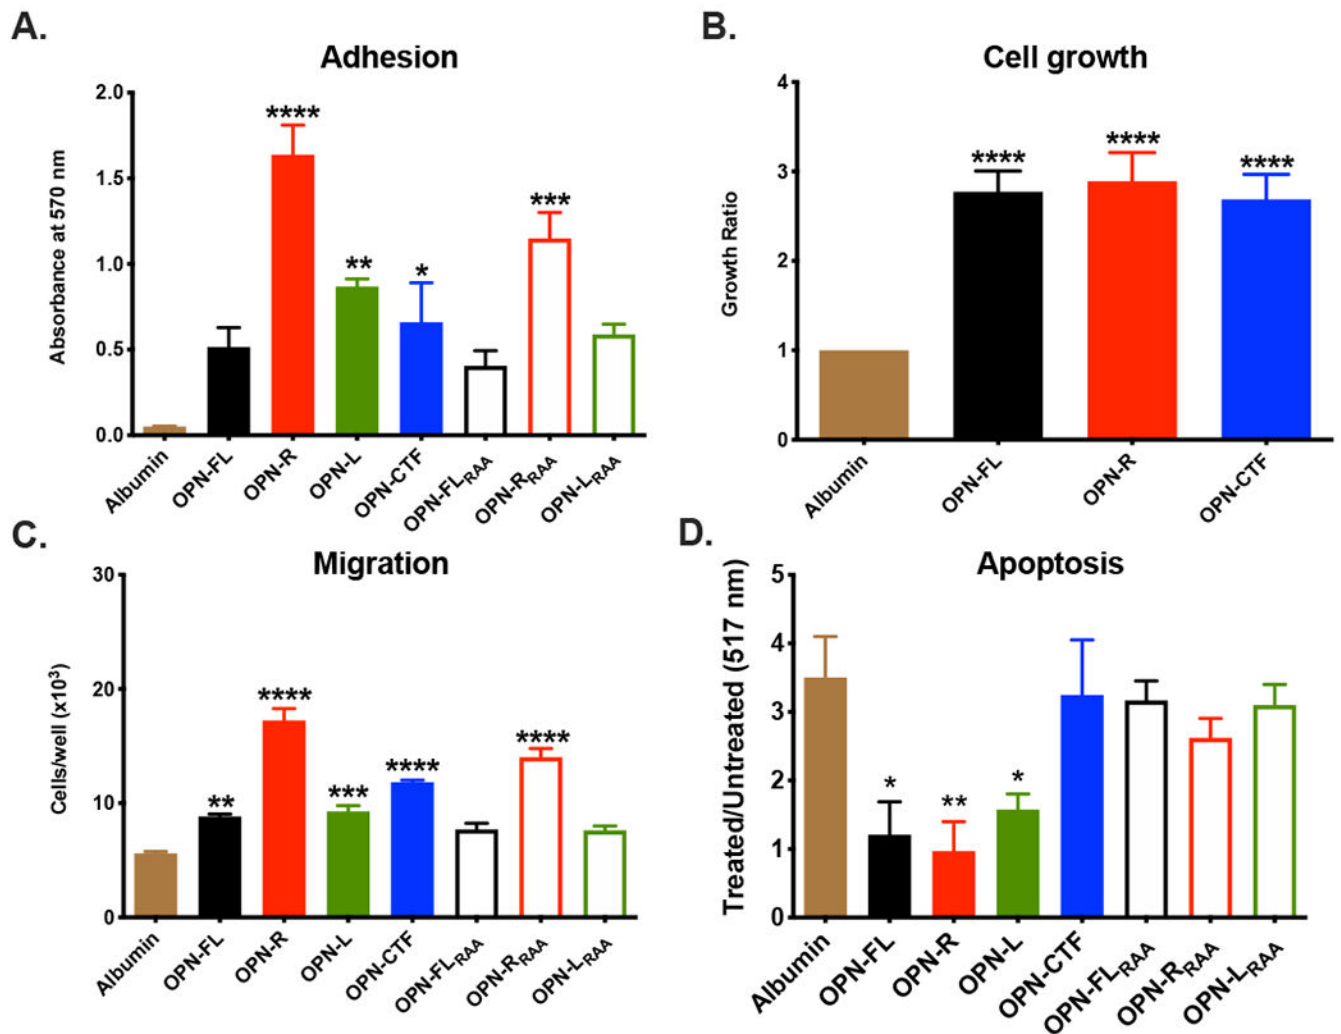 A.
Adhesion
Absorbance at 570 nm
2.0
1.5
1.0
0.5
0.0
****
**
*
***
Albumin
OPN-FL
OPN-R
OPN-L
OPN-CTF
OPN-FLRAA
OPN-RRAA
OPN-LRAA
B.
Cell growth
Growth Ratio
4
3
2
1
0
****
****
****
Albumin
OPN-FL
OPN-R
OPN-CTF
C.
Migration
Cells/well (x10³)
30
20
10
0
**
****
***
****
****
Albumin
OPN-FL
OPN-R
OPN-L
OPN-CTF
OPN-FLRAA
OPN-RRAA
OPN-LRAA
D.
Apoptosis
Treated/Untreated (517 nm)
5
4
3
2
1
0
*
**
*
Albumin
OPN-FL
OPN-R
OPN-L
OPN-CTF
OPN-FLRAA
OPN-RRAA
OPN-LRAA